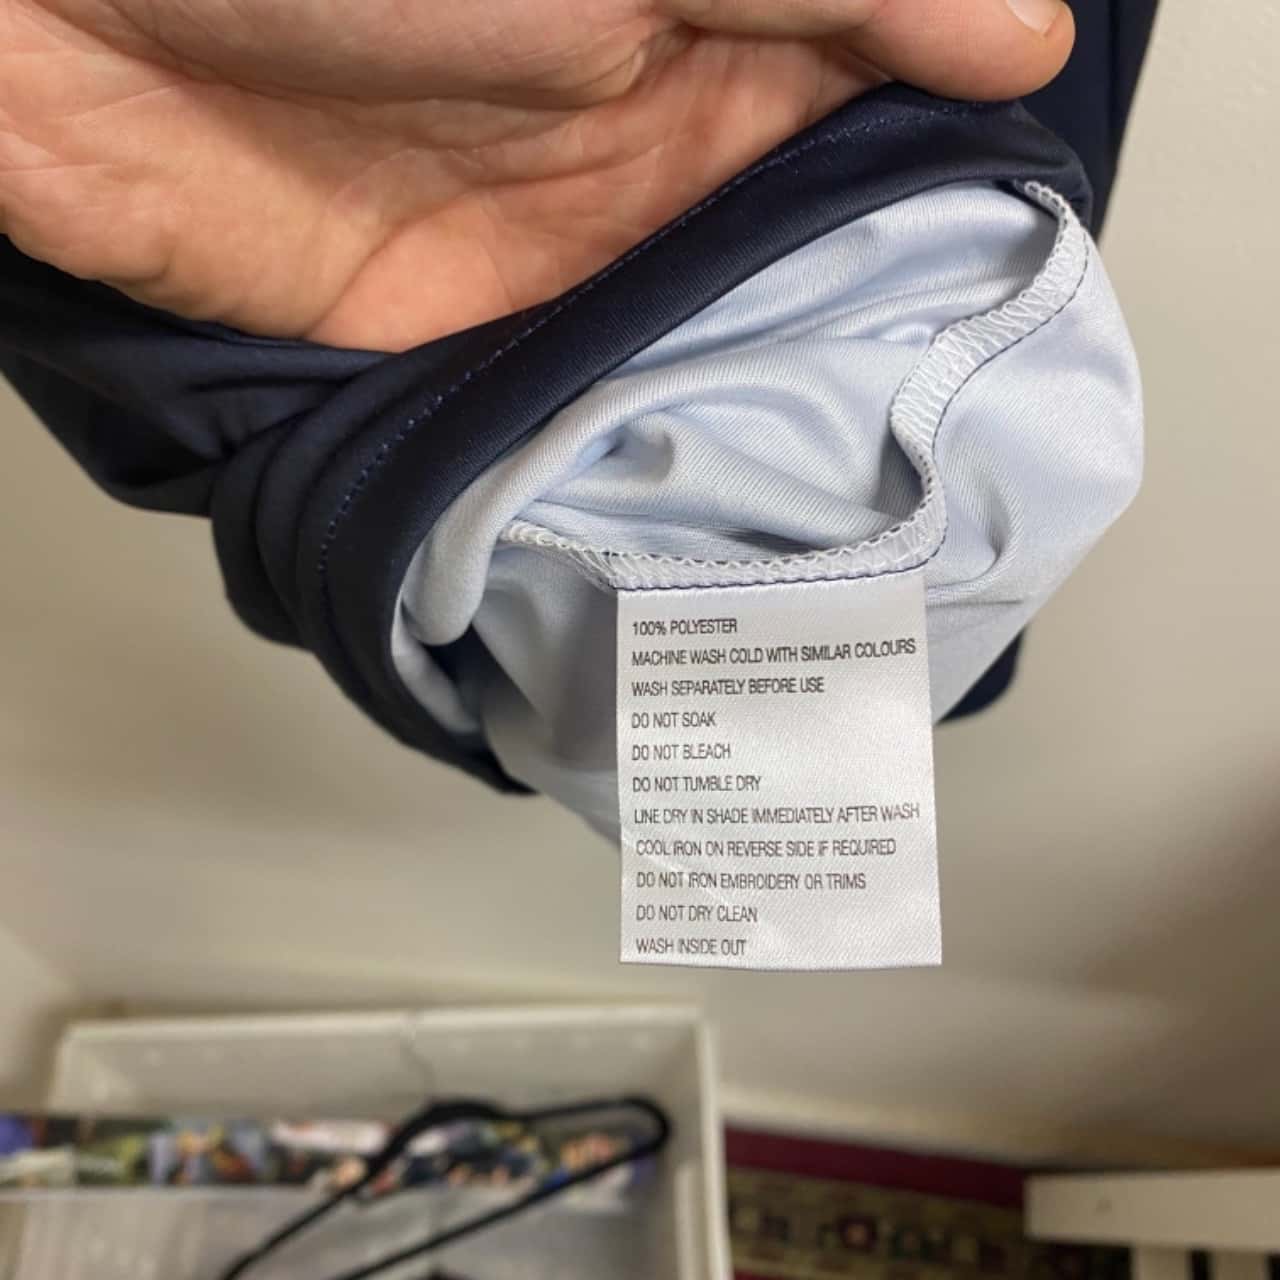 100% POLYESTER
MACHINE WASH COLD WITH SIMILAR COLOURS
WASH SEPARATELY BEFORE USE
DO NOT SOAK
DO NOT BLEACH
DO NOT TUMBLE DRY
LINE DRY IN SHADE IMMEDIATELY AFTER WASH
COOL IRON ON REVERSE SIDE IF REQUIRED
DO NOT IRON EMBROIDERY OR TRIMS
DO NOT DRY CLEAN
WASH INSIDE OUT